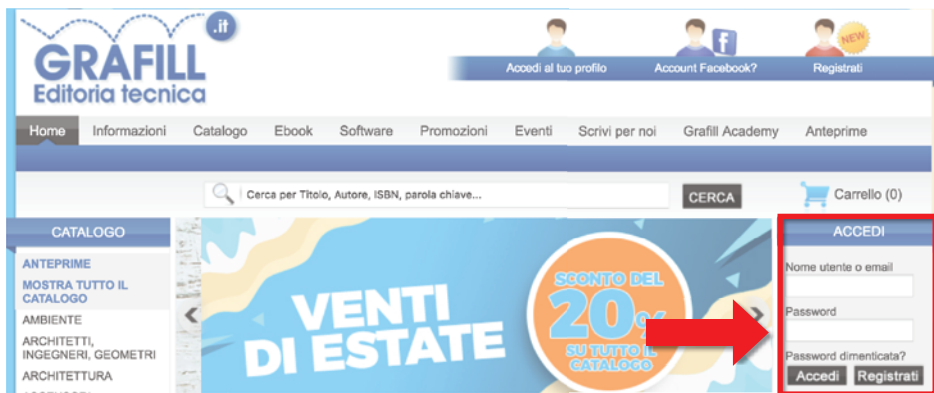 .it
GRAFILL
Editoria tecnica
Accedi al tuo profilo
Account Facebook?
NEW
Registrati
Home Informazioni Catalogo Ebook Software Promozioni Eventi Scrivi per noi Grafill Academy Anteprime
Cerca per Titolo, Autore, ISBN, parola chiave...
CERCA
Carrello (0)
CATALOGO
ANTEPRIME
MOSTRA TUTTO IL
CATALOGO
AMBIENTE
ARCHITETTI,
INGEGNERI, GEOMETRI
ARCHITETTURA
VENTI
DI ESTATE
SCONTO DEL
20%
SU TUTTO IL
CATALOGO
ACCEDI
Nome utente o email
Password
Password dimenticata?
Accedi Registrati